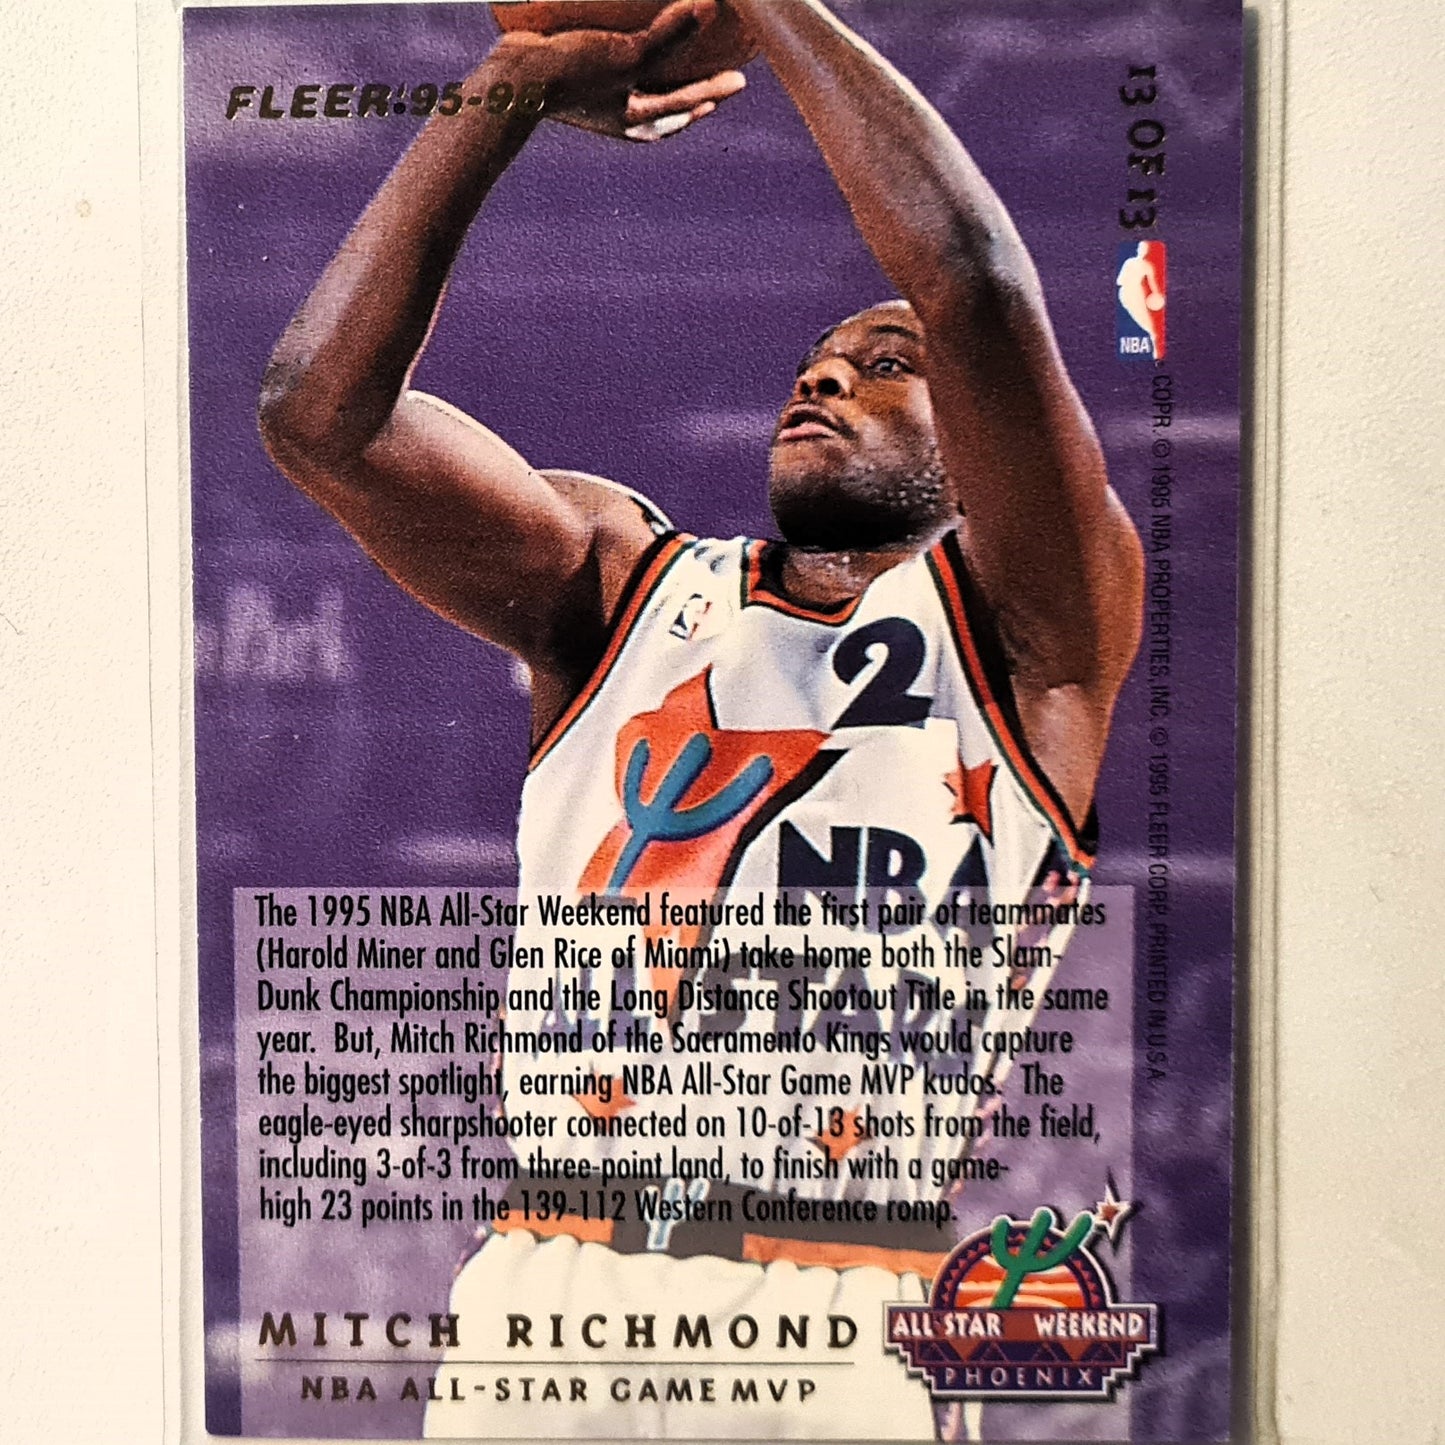 FLEER '95-96
13 OF 13
NBA
COPR. © 1995 NBA PROPERTIES, INC. © 1995 FLEER CORP. PRINTED IN U.S.A.
2
NBA
ALL STAR
The 1995 NBA All-Star Weekend featured the first pair of teammates
(Harold Miner and Glen Rice of Miami) take home both the Slam-
Dunk Championship and the Long Distance Shootout Title in the same
year. But, Mitch Richmond of the Sacramento Kings would capture
the biggest spotlight, earning NBA All-Star Game MVP kudos. The
eagle-eyed sharpshooter connected on 10-of-13 shots from the field,
including 3-of-3 from three-point land, to finish with a game-
high 23 points in the 139-112 Western Conference romp.
MITCH RICHMOND
NBA ALL-STAR GAME MVP
ALL STAR WEEKEND
PHOENIX